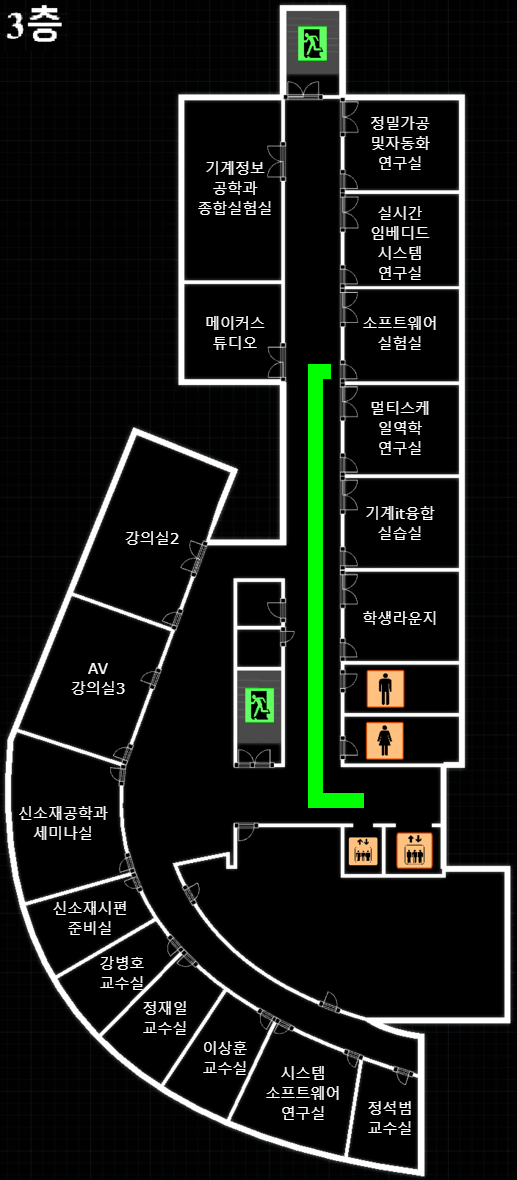 3층
정밀가공
및자동화
연구실
기계정보
공학과
종합실험실
실시간
임베디드
시스템
연구실
메이커스
튜디오
소프트웨어
실험실
멀티스케
일역학
연구실
기계it융합
실습실
강의실2
학생라운지
AV
강의실3
신소재공학과
세미나실
신소재시편
준비실
강병호
교수실
정재일
교수실
이상훈
교수실
시스템
소프트웨어
연구실
정석범
교수실